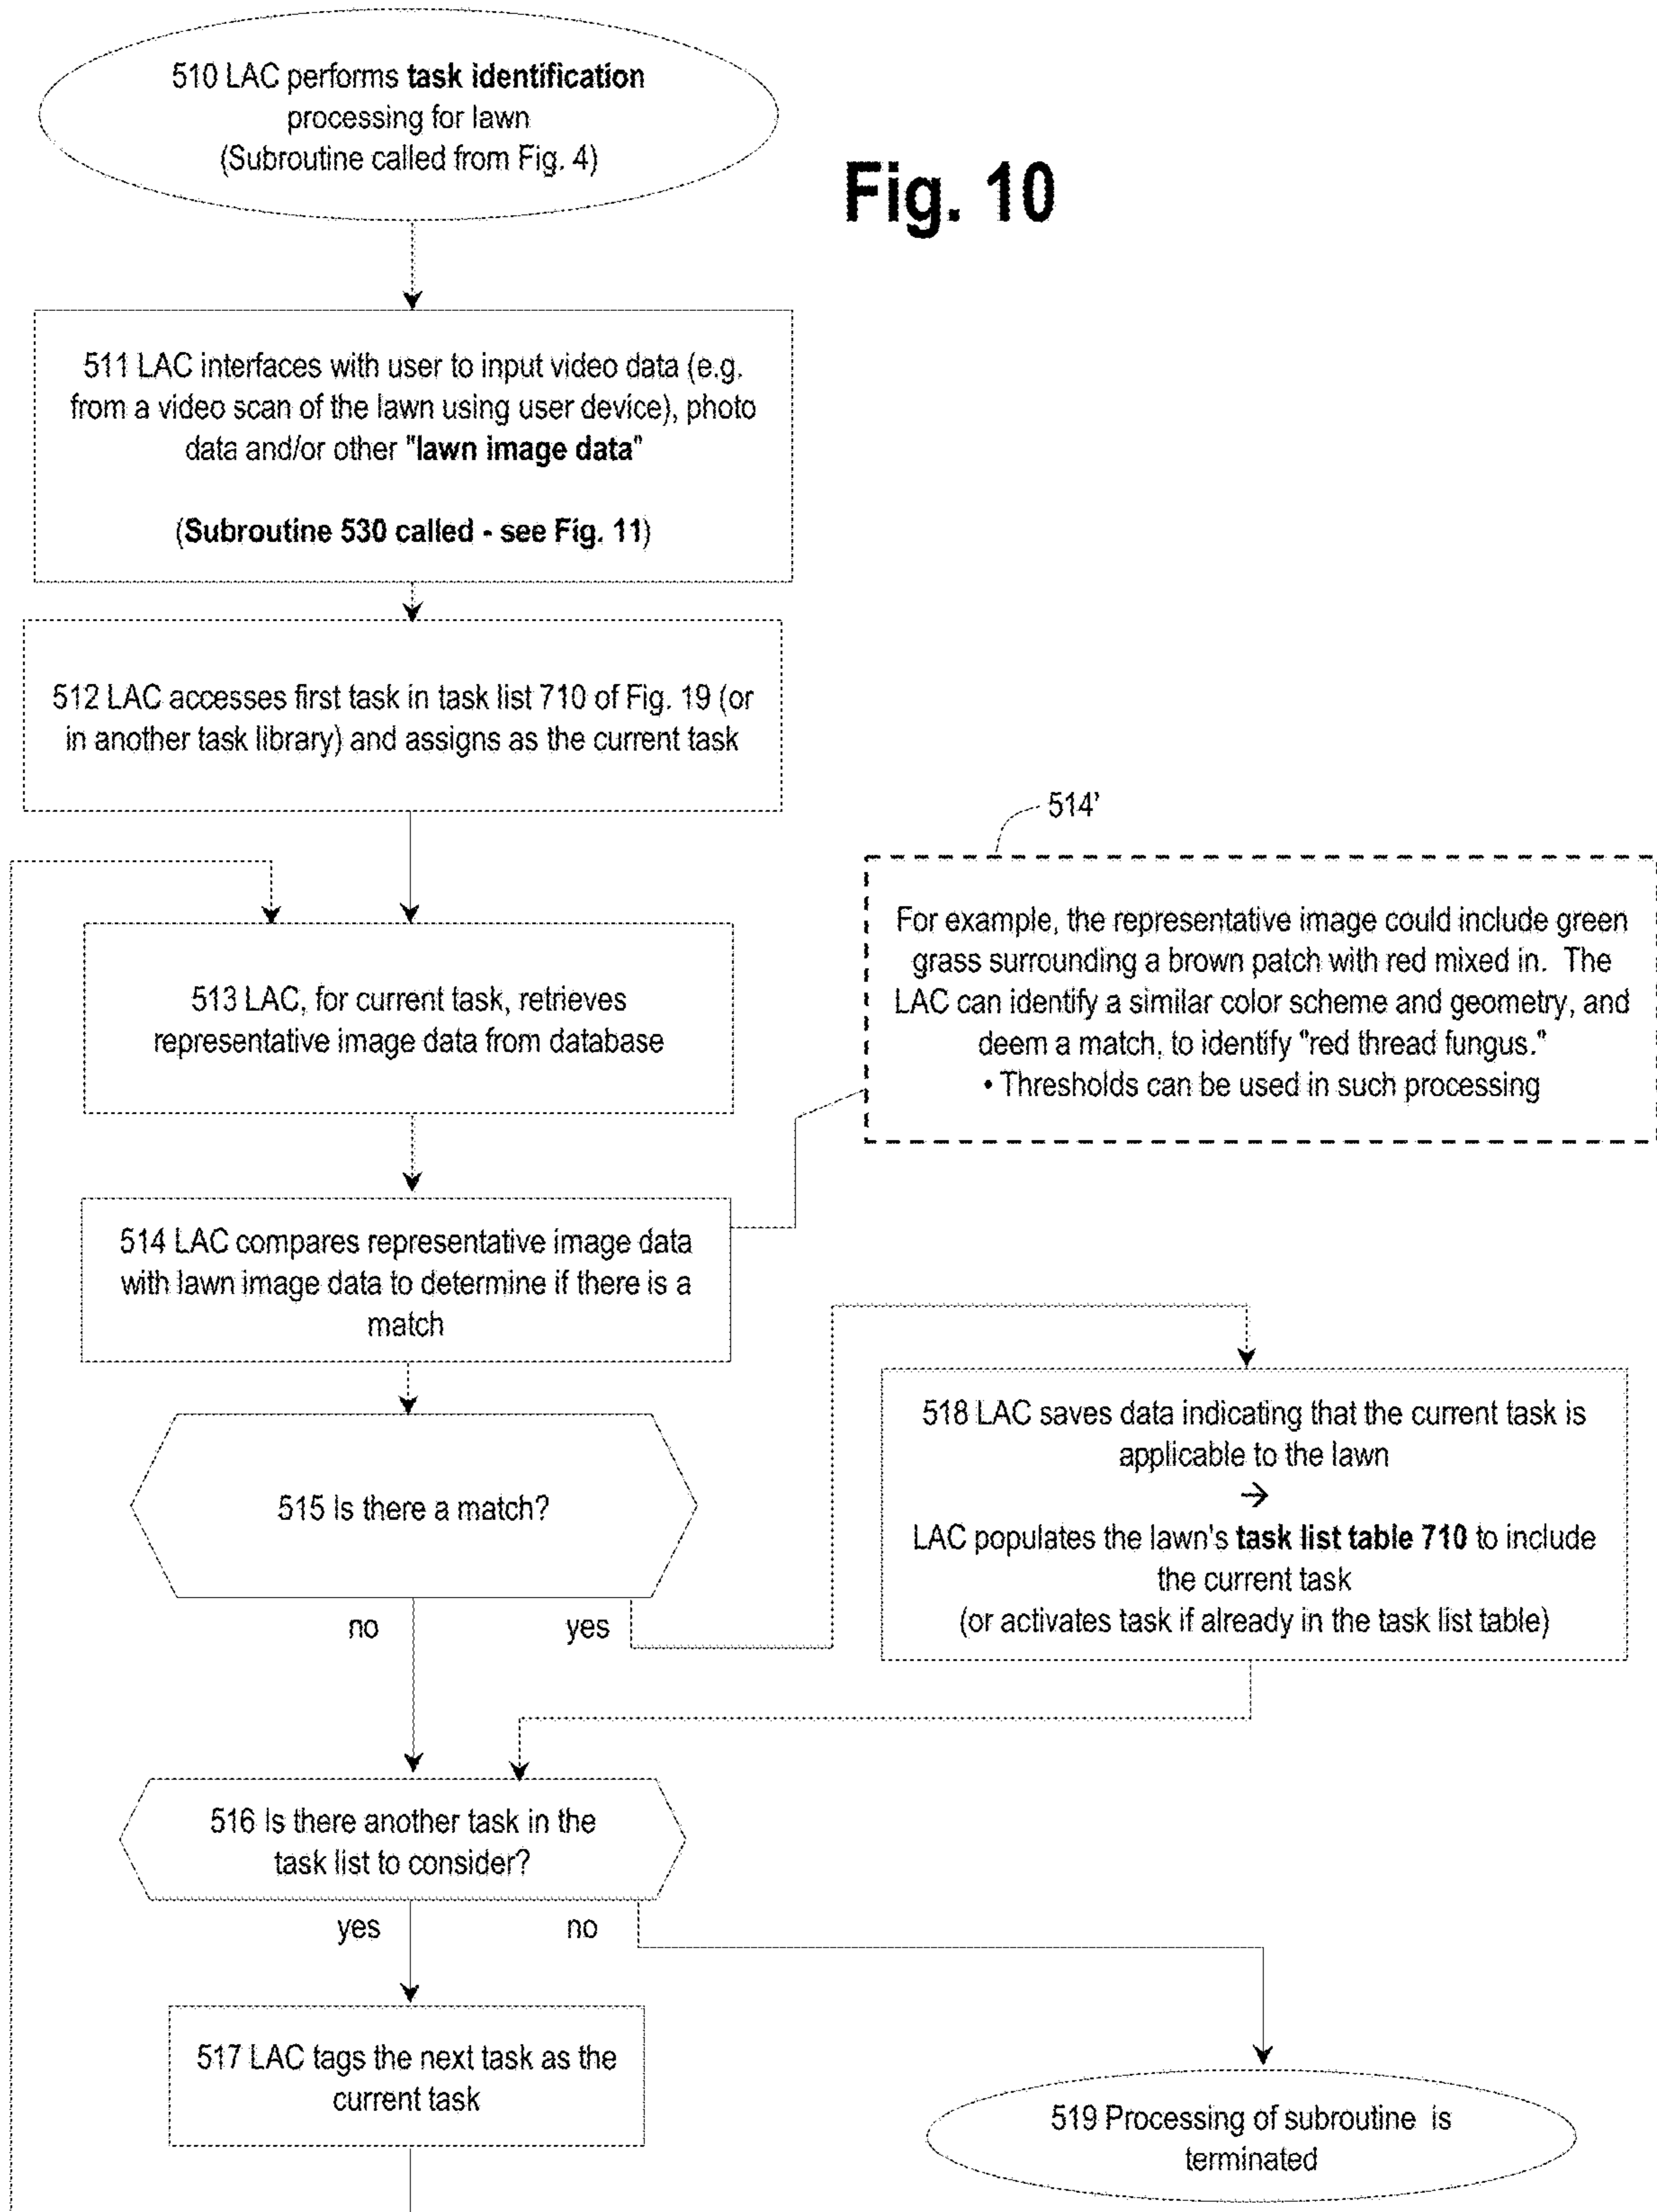 510 LAC performs task identification
processing for lawn
(Subroutine called from Fig. 4)
Fig. 10
511 LAC interfaces with user to input video data (e.g.
from a video scan of the lawn using user device), photo
data and/or other "lawn image data"
(Subroutine 530 called - see Fig. 11)
512 LAC accesses first task in task list 710 of Fig. 19 (or
in another task library) and assigns as the current task
514'
For example, the representative image could include green
grass surrounding a brown patch with red mixed in. The
LAC can identify a similar color scheme and geometry, and
deem a match, to identify "red thread fungus."
• Thresholds can be used in such processing
513 LAC, for current task, retrieves
representative image data from database
514 LAC compares representative image data
with lawn image data to determine if there is a
match
515 Is there a match?
no
yes
518 LAC saves data indicating that the current task is
applicable to the lawn
→
LAC populates the lawn's task list table 710 to include
the current task
(or activates task if already in the task list table)
516 Is there another task in the
task list to consider?
yes
no
517 LAC tags the next task as the
current task
519 Processing of subroutine is
terminated